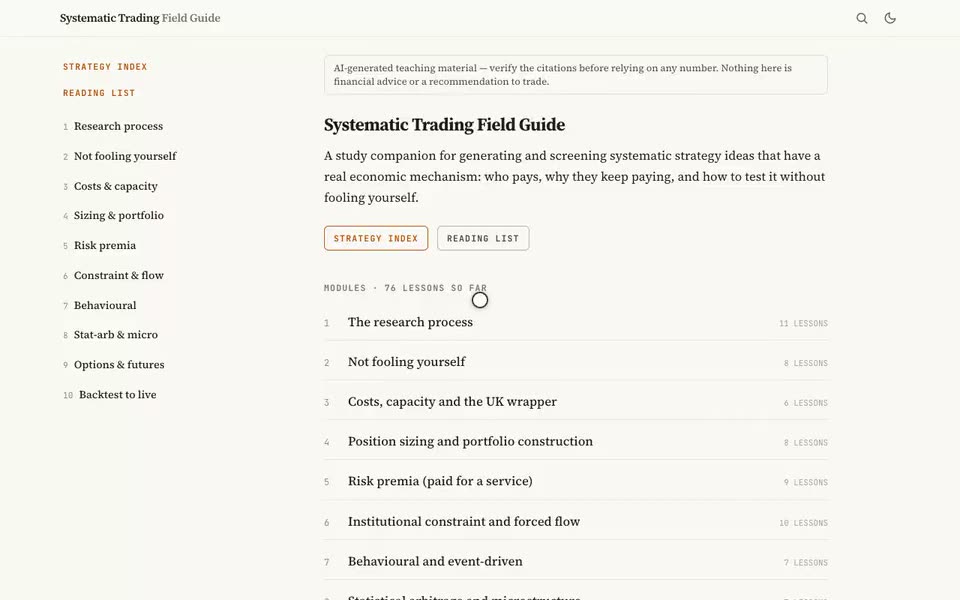 Systematic Trading Field Guide
STRATEGY INDEX
READING LIST
1 Research process
2 Not fooling yourself
3 Costs & capacity
4 Sizing & portfolio
5 Risk premia
6 Constraint & flow
7 Behavioural
8 Stat-arb & micro
9 Options & futures
10 Backtest to live
AI-generated teaching material — verify the citations before relying on any number. Nothing here is
financial advice or a recommendation to trade.
Systematic Trading Field Guide
A study companion for generating and screening systematic strategy ideas that have a
real economic mechanism: who pays, why they keep paying, and how to test it without
fooling yourself.
STRATEGY INDEX READING LIST
MODULES · 76 LESSONS SO FAR
1 The research process 11 LESSONS
2 Not fooling yourself 8 LESSONS
3 Costs, capacity and the UK wrapper 6 LESSONS
4 Position sizing and portfolio construction 8 LESSONS
5 Risk premia (paid for a service) 9 LESSONS
6 Institutional constraint and forced flow 10 LESSONS
7 Behavioural and event-driven 7 LESSONS